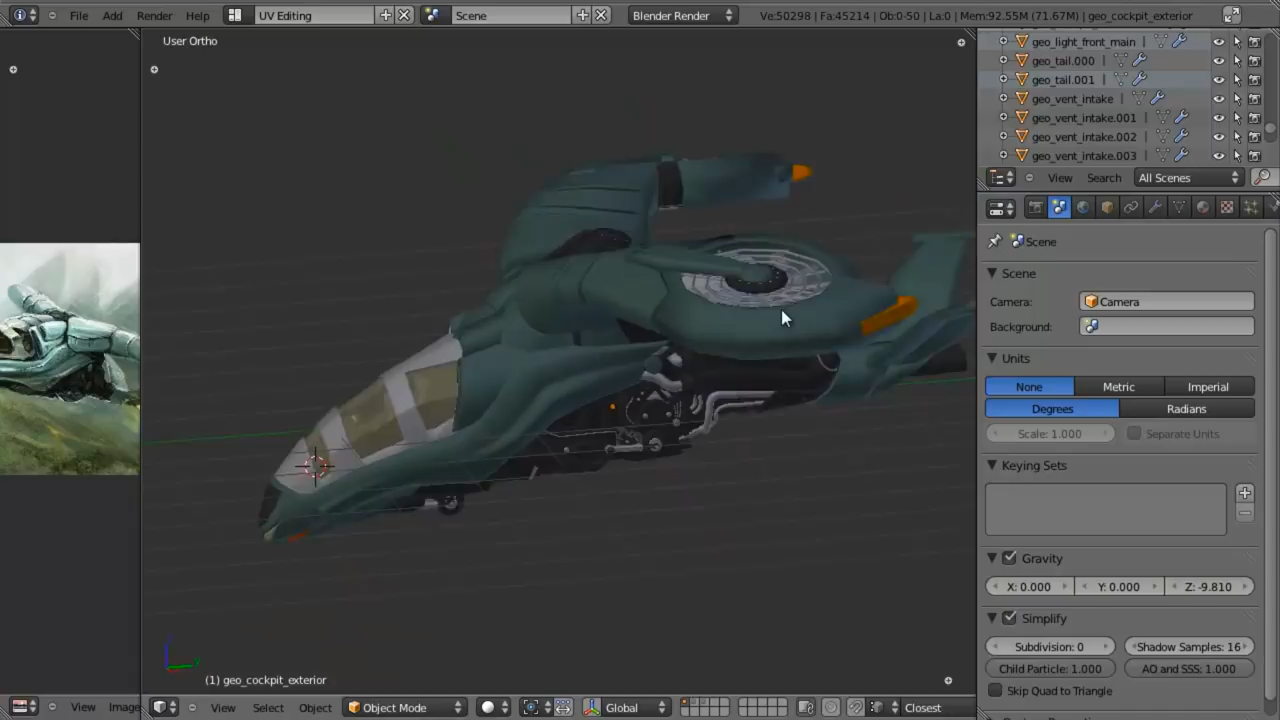 File Add Render Help UV Editing Scene Blender Render Ve:50298 | Fa:45214 | Ob:0-50 | La:0 | Mem:92.55M (71.67M) | geo_cockpit_exterior
User Ortho
geo_light_front_main
geo_tail.000
geo_tail.001
geo_vent_intake
geo_vent_intake.001
geo_vent_intake.002
geo_vent_intake.003
View Search All Scenes
Scene
Scene
Camera: Camera
Background:
Units
None Metric Imperial
Degrees Radians
Scale: 1.000 Separate Units
Keying Sets
Gravity
X: 0.000 Y: 0.000 Z: -9.810
Simplify
Subdivision: 0 Shadow Samples: 16
Child Particle: 1.000 AO and SSS: 1.000
Skip Quad to Triangle
(1) geo_cockpit_exterior
View Image View Select Object Object Mode Global Closest